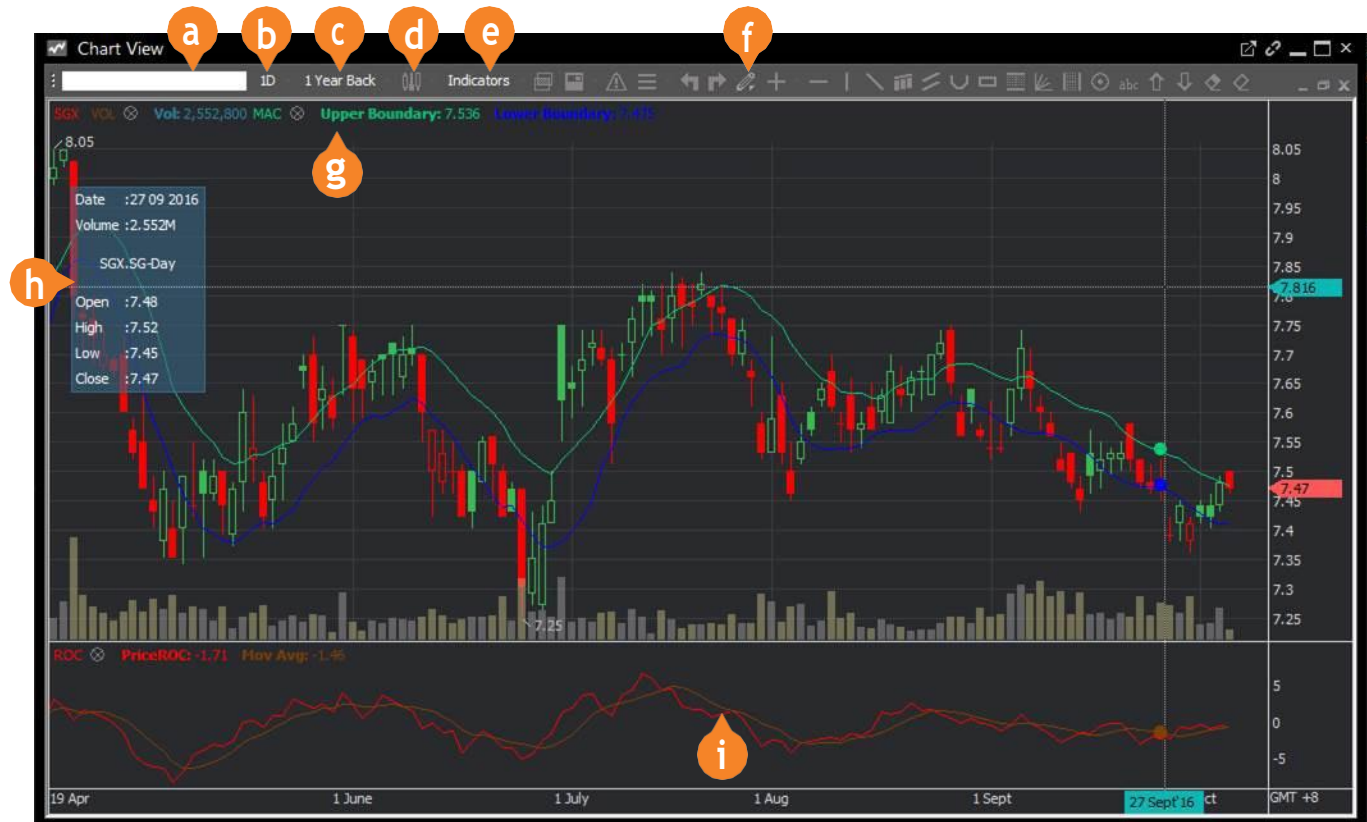 a b c d e f
Chart View
1D 1 Year Back Indicators abc
SGX VOL Vol: 2,552,800 MAC Upper Boundary: 7.536 Lower Boundary: 7.475
g
8.05
8.05
8
7.95
7.9
7.85
7.816
7.8
7.75
7.7
7.65
7.6
7.55
7.5
7.47
7.45
7.4
7.35
7.3
7.25
Date :27 09 2016
Volume :2.552M
SGX.SG-Day
h
Open :7.48
High :7.52
Low :7.45
Close :7.47
7.25
ROC PriceROC: -1.71 Mov Avg: -1.46
5
0
-5
i
19 Apr 1 June 1 July 1 Aug 1 Sept 27 Sept'16 ct GMT +8